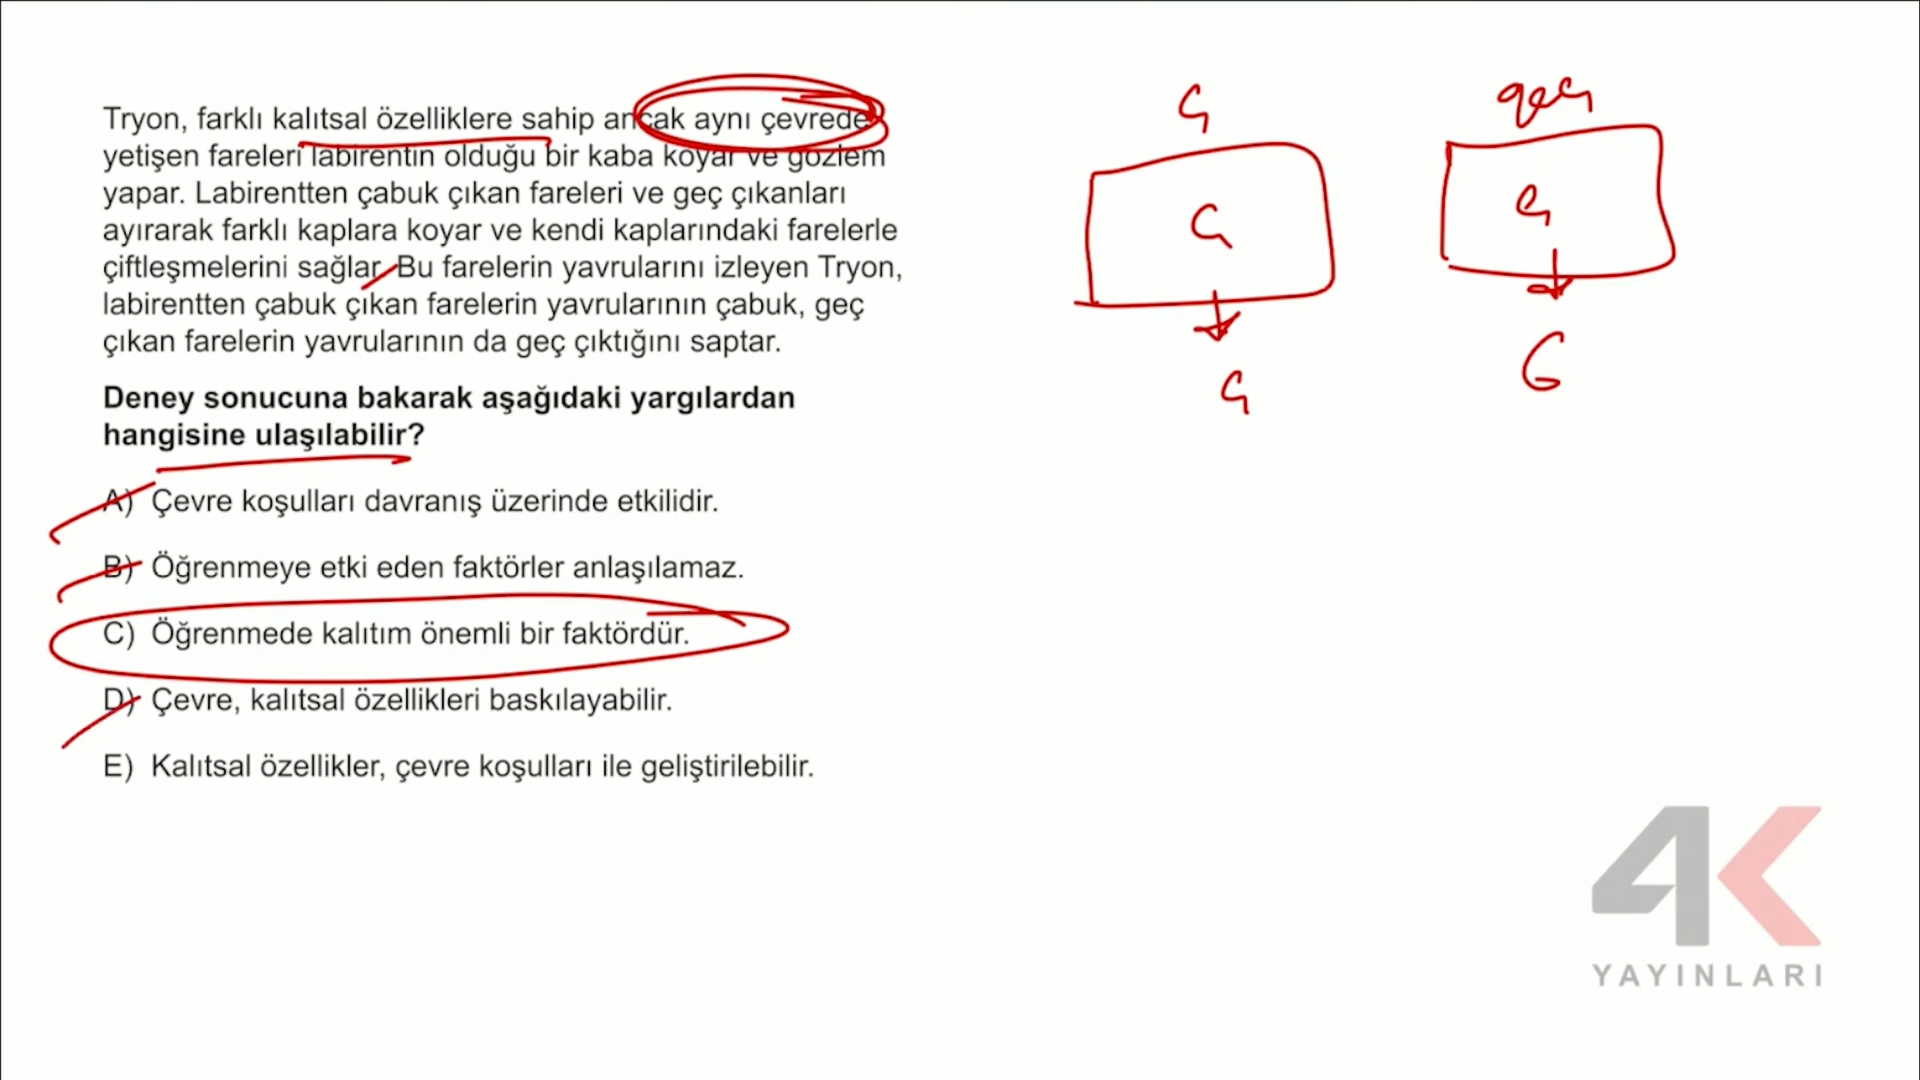 Tryon, farklı kalıtsal özelliklere sahip ancak aynı çevrede
yetişen fareleri labirentin olduğu bir kaba koyar ve gözlem
yapar. Labirentten çabuk çıkan fareleri ve geç çıkanları
ayırarak farklı kaplara koyar ve kendi kaplarındaki farelerle
çiftleşmelerini sağlar. Bu farelerin yavrularını izleyen Tryon,
labirentten çabuk çıkan farelerin yavrularının çabuk, geç
çıkan farelerin yavrularının da geç çıktığını saptar.
Deney sonucuna bakarak aşağıdaki yargılardan
hangisine ulaşılabilir?
A) Çevre koşulları davranış üzerinde etkilidir.
B) Öğrenmeye etki eden faktörler anlaşılamaz.
C) Öğrenmede kalıtım önemli bir faktördür.
D) Çevre, kalıtsal özellikleri baskılayabilir.
E) Kalıtsal özellikler, çevre koşulları ile geliştirilebilir.
Ç
geç
Ç
Ç
G
4K
YAYINLARI